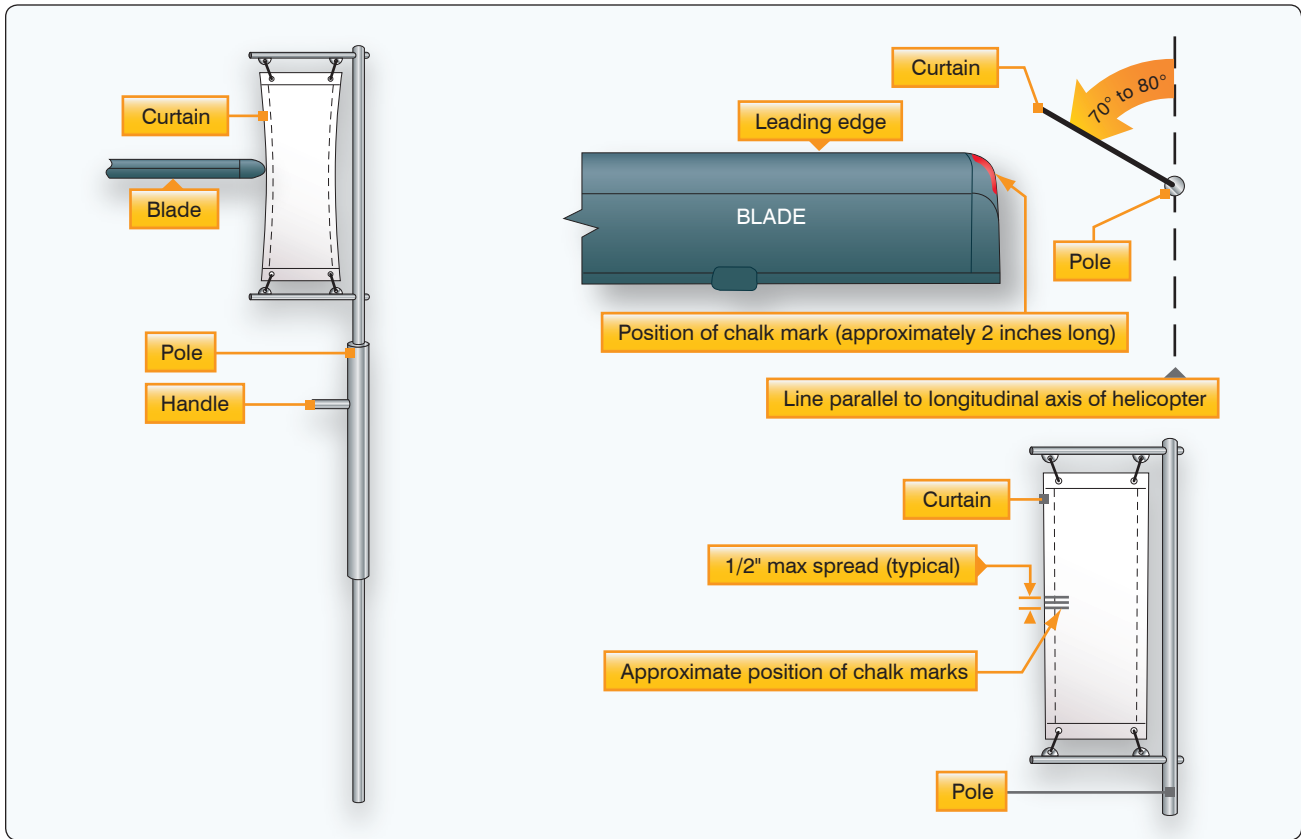 Curtain
Blade
Pole
Handle
Curtain
70° to 80°
Leading edge
BLADE
Pole
Position of chalk mark (approximately 2 inches long)
Line parallel to longitudinal axis of helicopter
Curtain
1/2" max spread (typical)
Approximate position of chalk marks
Pole